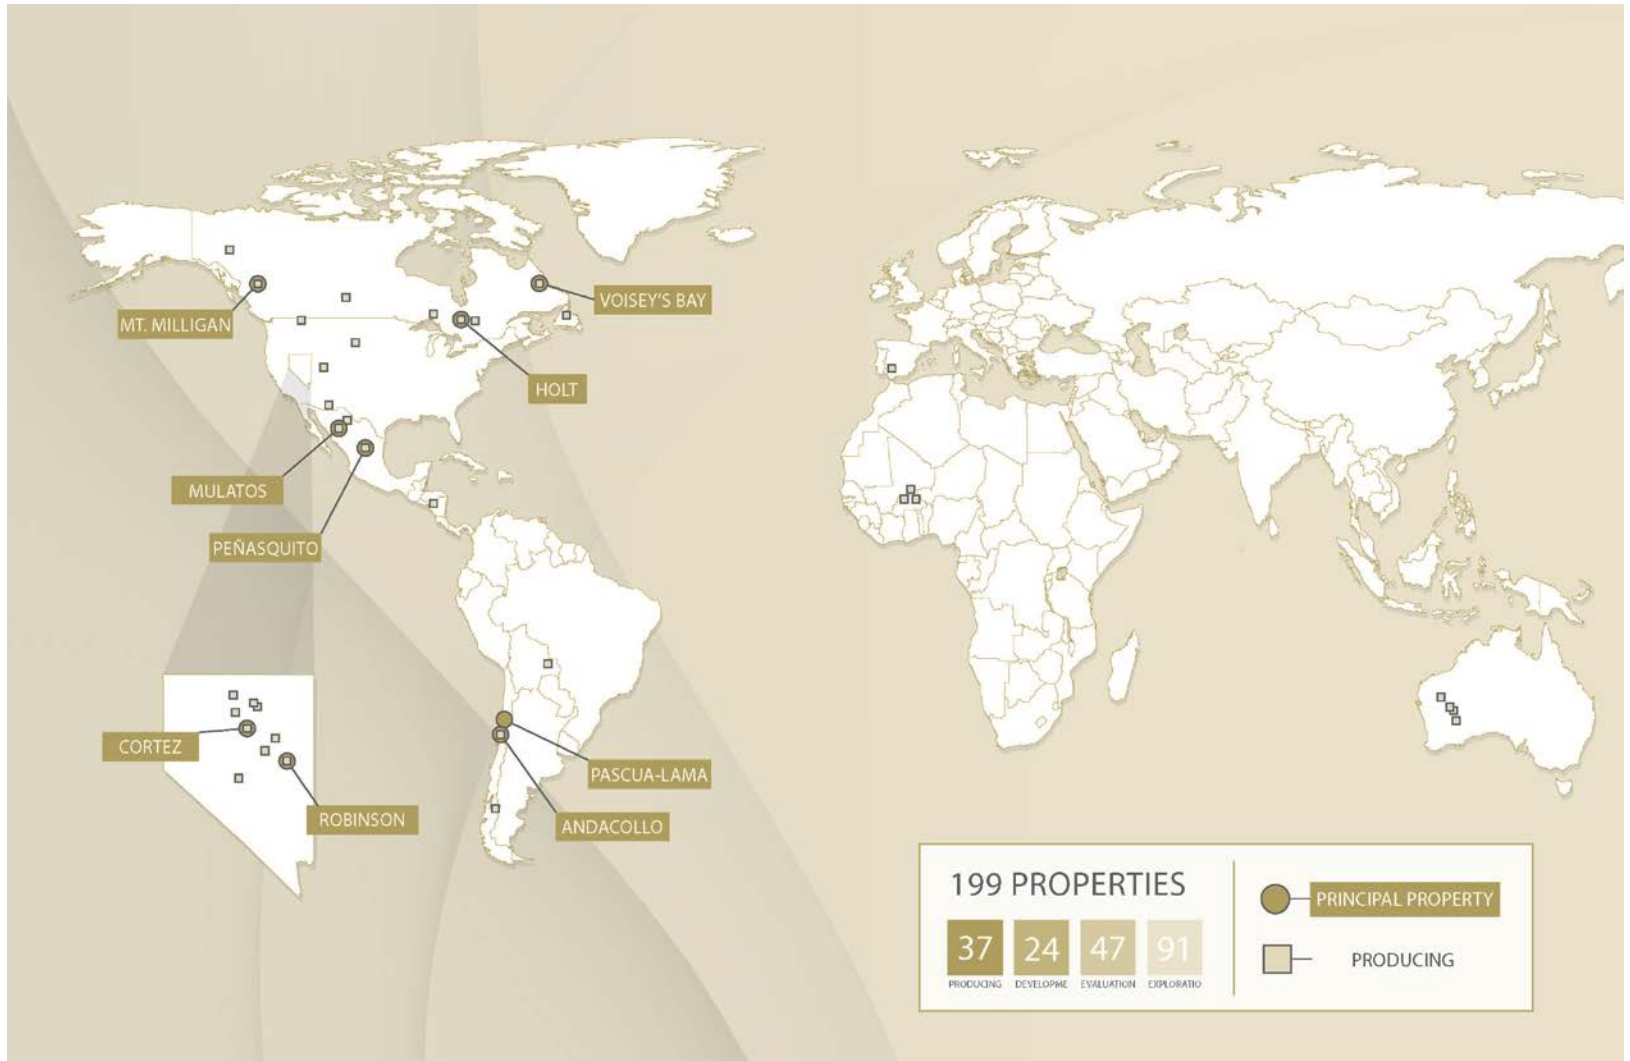 VOISEY'S BAY
MT. MILLIGAN
HOLT
MULATOS
PEÑASQUITO
CORTEZ
PASCUA-LAMA
ROBINSON
ANDACOLLO
199 PROPERTIES
37 24 47 91
PRODUCING DEVELOPME EVALUATION EXPLORATIO
PRINCIPAL PROPERTY
PRODUCING